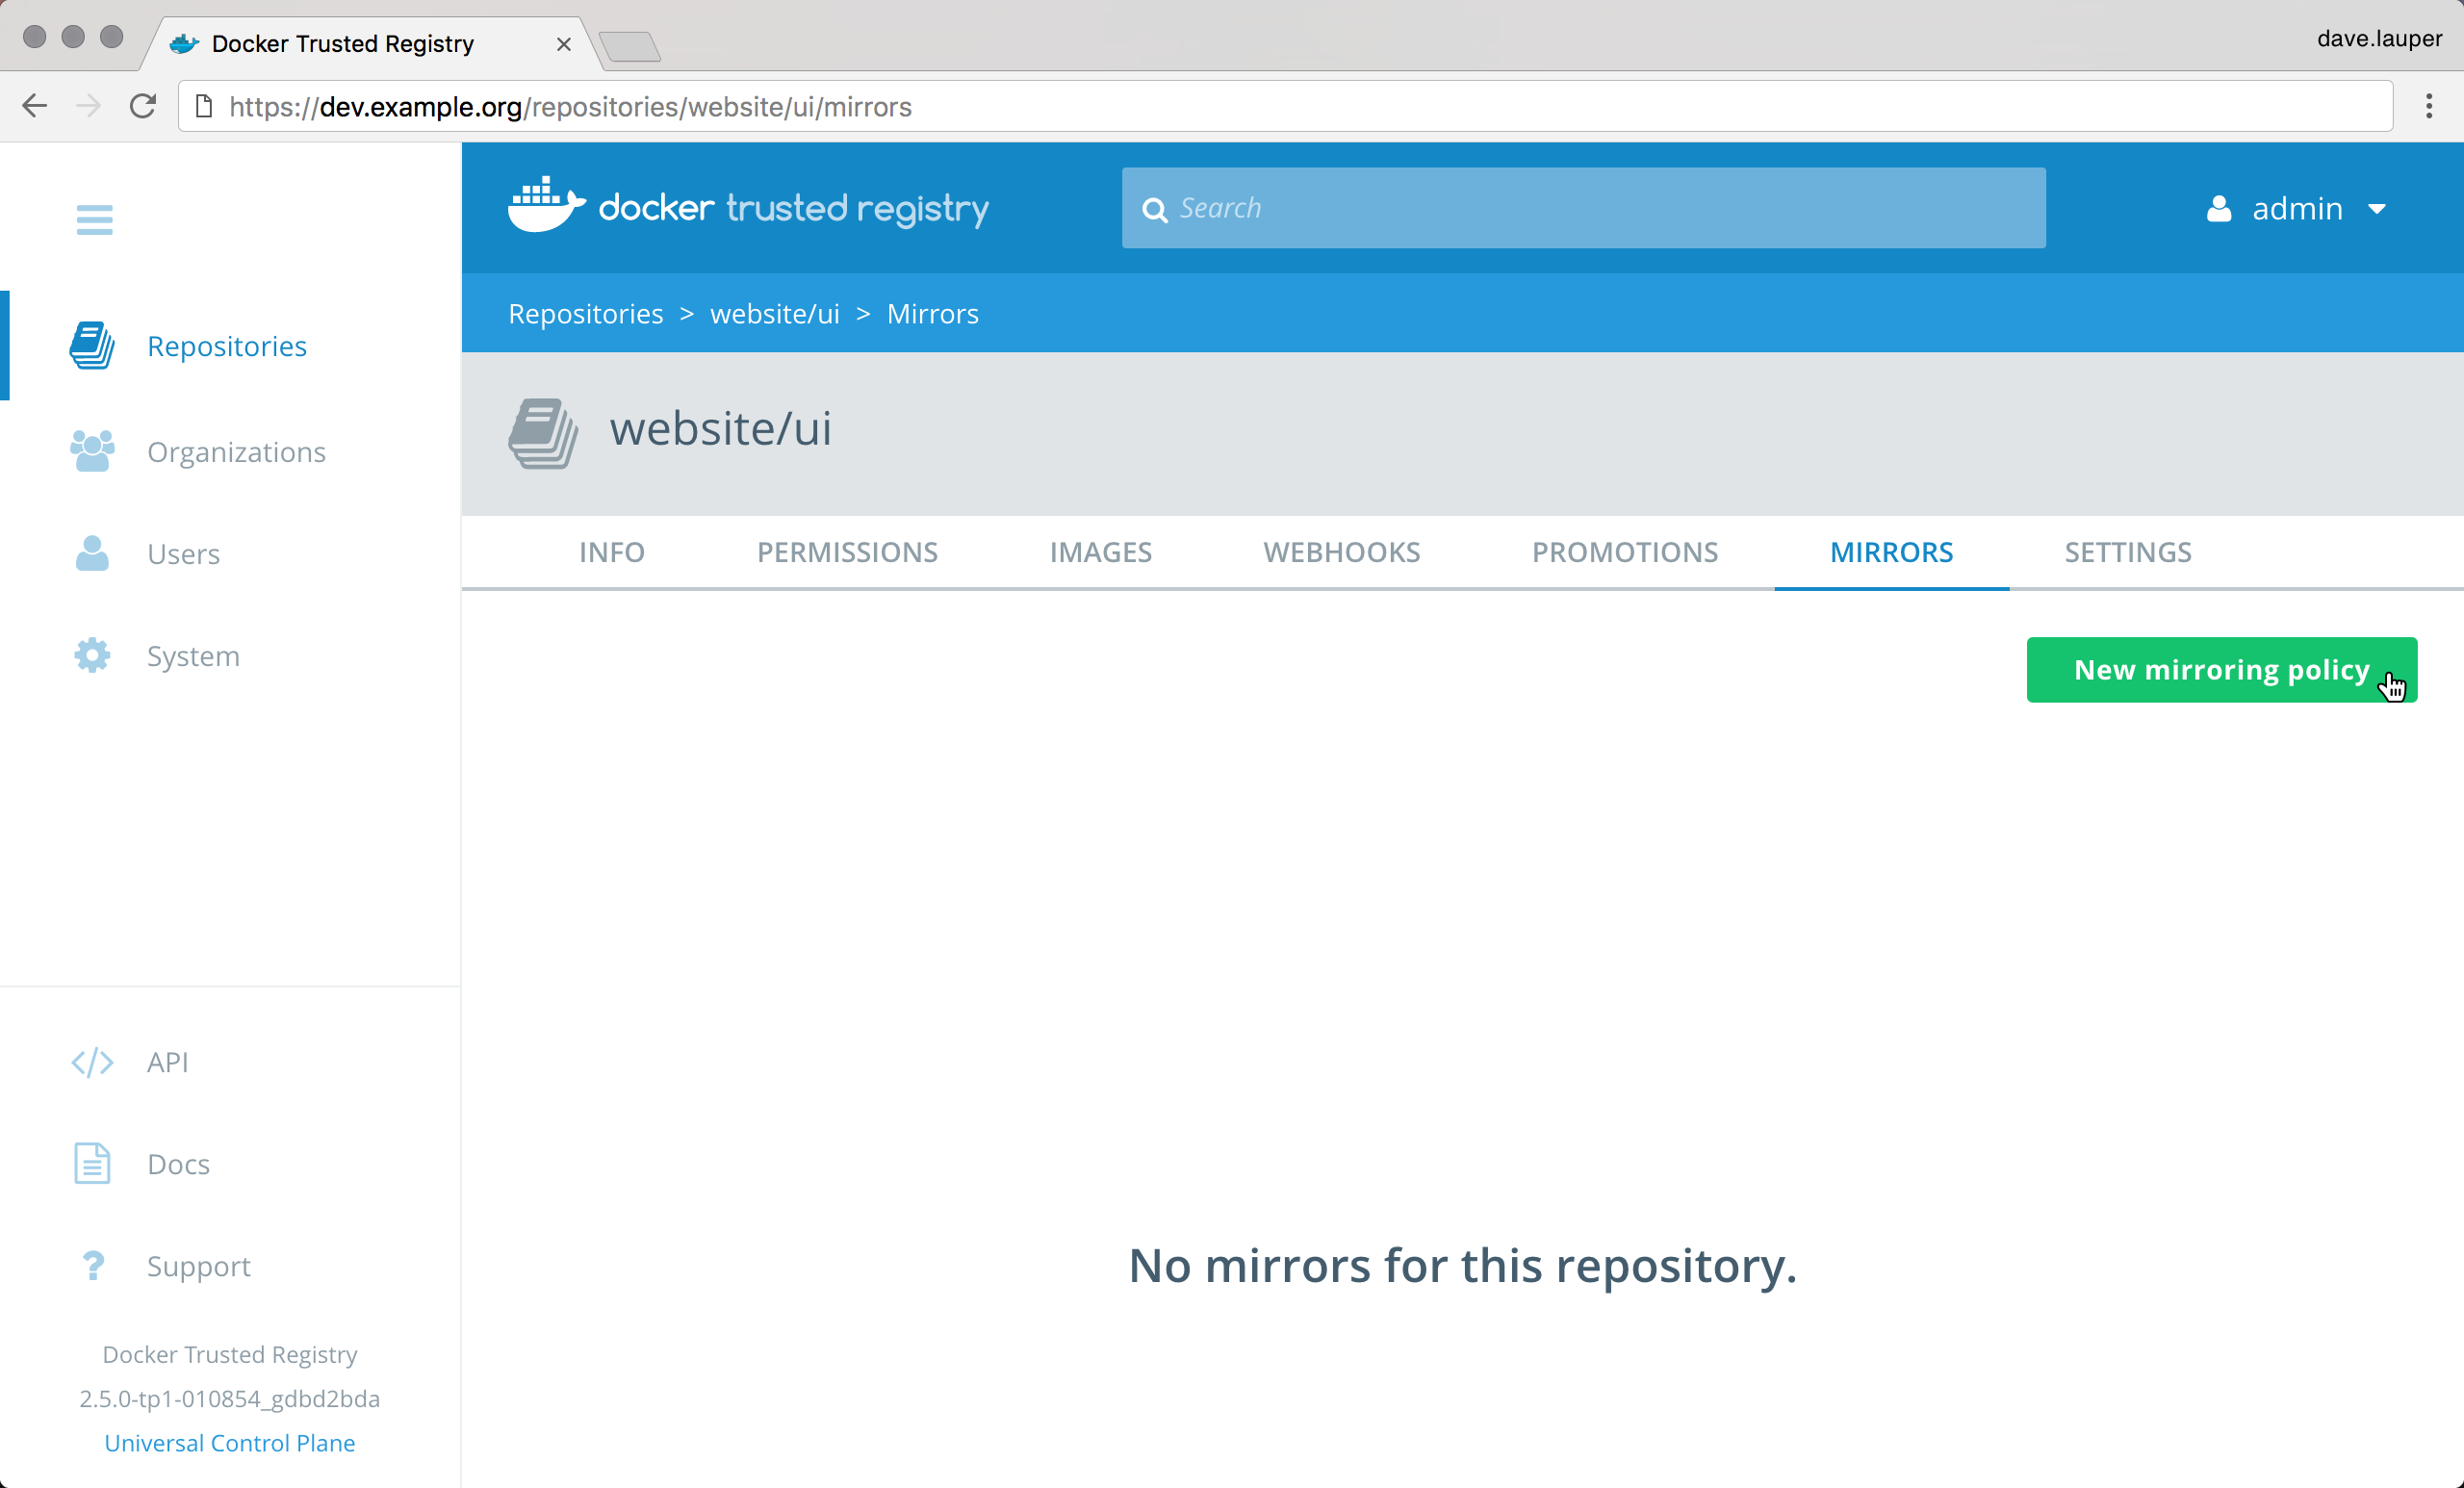 Docker Trusted Registry
dave.lauper
https://dev.example.org/repositories/website/ui/mirrors
docker trusted registry
Search
admin
Repositories > website/ui > Mirrors
Repositories
Organizations
Users
System
website/ui
INFO PERMISSIONS IMAGES WEBHOOKS PROMOTIONS MIRRORS SETTINGS
New mirroring policy
No mirrors for this repository.
API
Docs
Support
Docker Trusted Registry
2.5.0-tp1-010854_gdbd2bda
Universal Control Plane